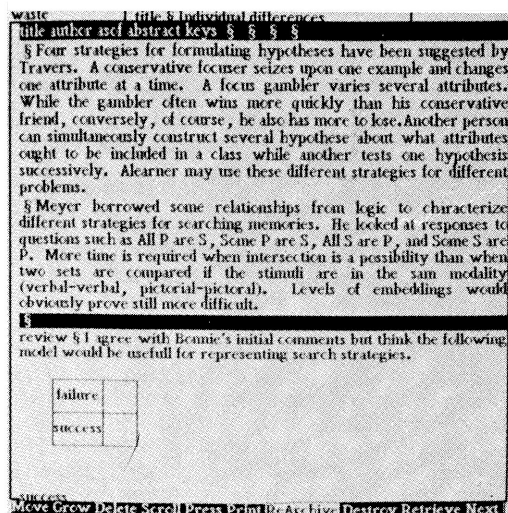 waste title § Individual differences
title author ascf abstract keys § § § §
§ Four strategies for formulating hypotheses have been suggested by
Travers. A conservative focuser seizes upon one example and changes
one attribute at a time. A focus gambler varies several attributes.
While the gambler often wins more quickly than his conservative
friend, conversely, of course, he also has more to lose.Another person
can simultaneously construct several hypothese about what attributes
ought to be included in a class while another tests one hypothesis
successively. Alearner may use these different strategies for different
problems.
§ Meyer borrowed some relationships from logic to characterize
different strategies for searching memories. He looked at responses to
questions such as All P are S, Some P are S, All S are P, and Some S are
P. More time is required when intersection is a possibility than when
two sets are compared if the stimuli are in the sam modality
(verbal-verbal, pictorial-pictoral). Levels of embeddings would
obviously prove still more difficult.
§
review § I agree with Bonnie's initial comments but think the following
model would be usefull for representing search strategies.
failure
success
success
Move Grow Delete Scroll Press Print ReArchive Destroy Retrieve Next